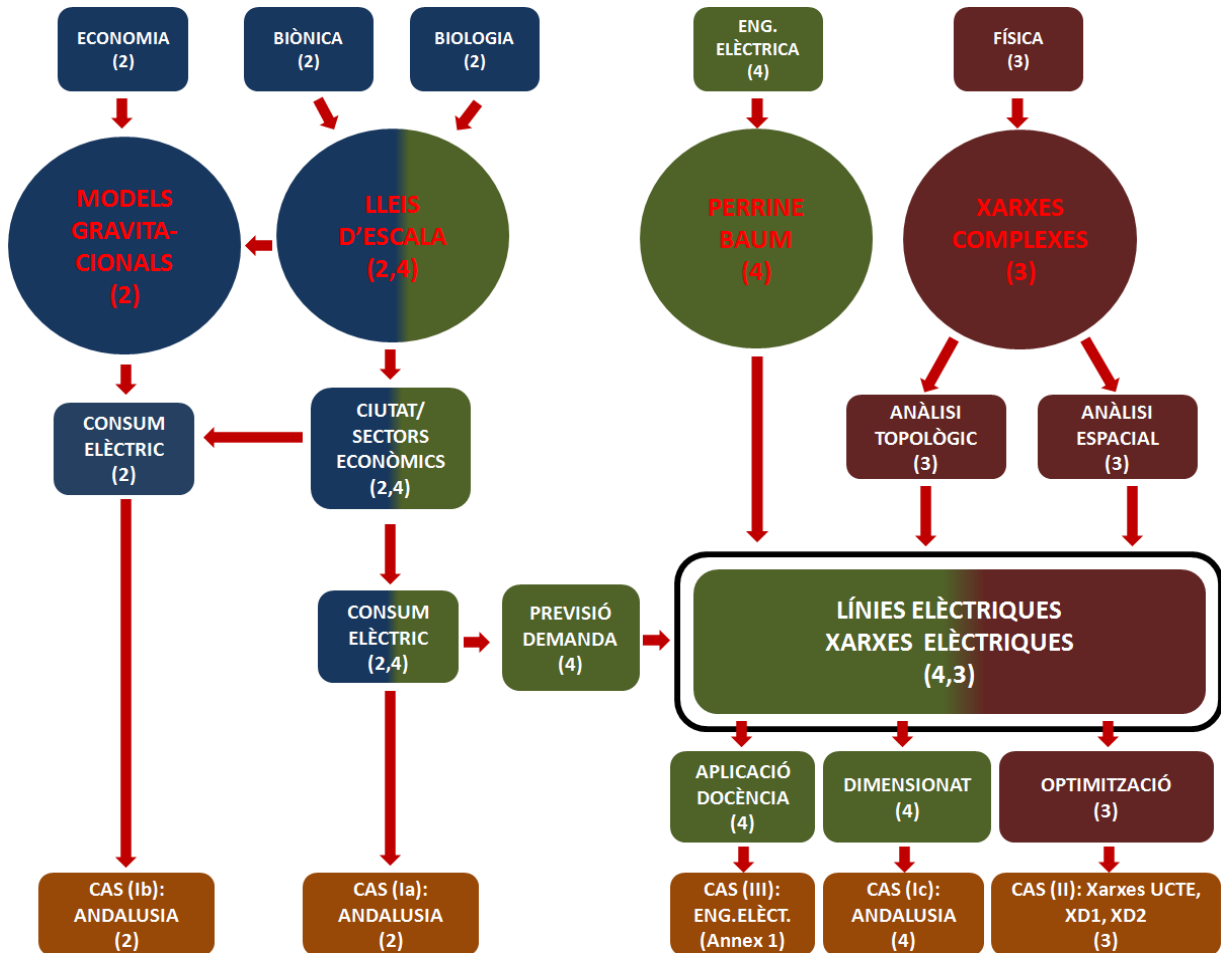 ECONOMIA
(2)
BIÒNICA
(2)
BIOLOGIA
(2)
ENG.
ELÈCTRICA
(4)
FÍSICA
(3)
MODELS
GRAVITA-
CIONALS
(2)
LLEIS
D’ESCALA
(2,4)
PERRINE
BAUM
(4)
XARXES
COMPLEXES
(3)
CONSUM
ELÈCTRIC
(2)
CIUTAT/
SECTORS
ECONÒMICS
(2,4)
ANÀLISI
TOPOLÒGIC
(3)
ANÀLISI
ESPACIAL
(3)
CONSUM
ELÈCTRIC
(2,4)
PREVISIÓ
DEMANDA
(4)
LÍNIES ELÈCTRIQUES
XARXES ELÈCTRIQUES
(4,3)
APLICACIÓ
DOCÈNCIA
(4)
DIMENSIONAT
(4)
OPTIMITZACIÓ
(3)
CAS (Ib):
ANDALUSIA
(2)
CAS (Ia):
ANDALUSIA
(2)
CAS (III):
ENG.ELÈCT.
(Annex 1)
CAS (Ic):
ANDALUSIA
(4)
CAS (II): Xarxes UCTE,
XD1, XD2
(3)